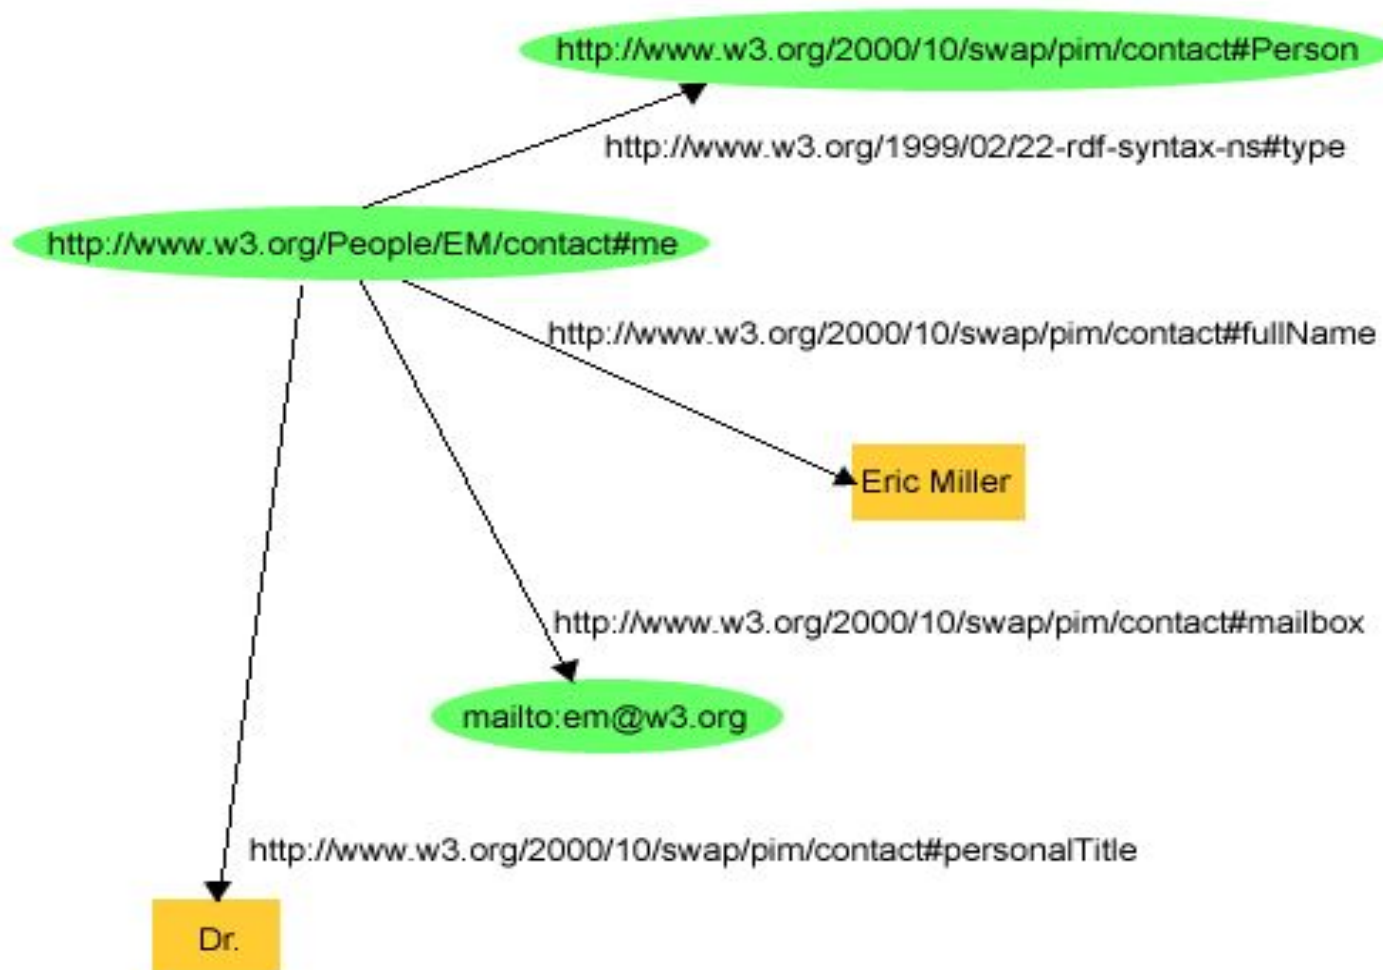 http://www.w3.org/2000/10/swap/pim/contact#Person
http://www.w3.org/1999/02/22-rdf-syntax-ns#type
http://www.w3.org/People/EM/contact#me
http://www.w3.org/2000/10/swap/pim/contact#fullName
Eric Miller
http://www.w3.org/2000/10/swap/pim/contact#mailbox
mailto:em@w3.org
http://www.w3.org/2000/10/swap/pim/contact#personalTitle
Dr.